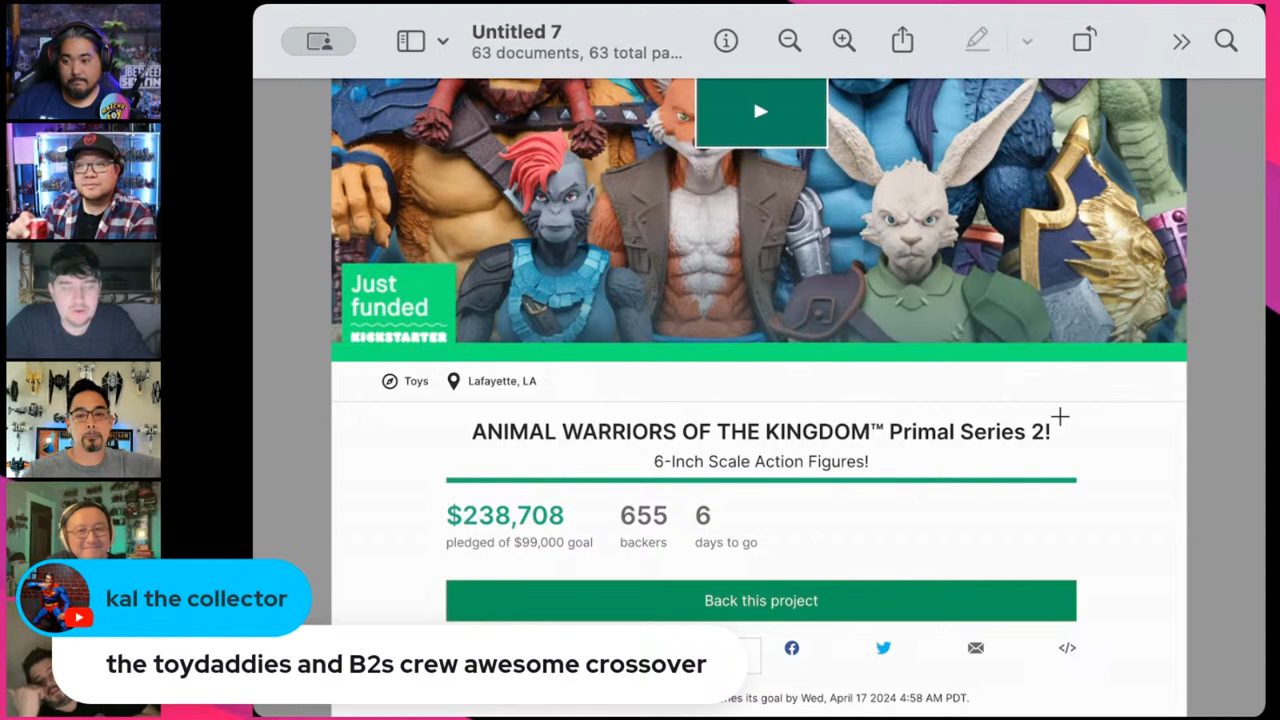 Untitled 7
63 documents, 63 total pa...
Just
funded
KICKSTARTER
Toys
Lafayette, LA
ANIMAL WARRIORS OF THE KINGDOM™ Primal Series 2!
6-Inch Scale Action Figures!
$238,708
655
6
pledged of $99,000 goal
backers
days to go
Back this project
kal the collector
the toydaddies and B2s crew awesome crossover
its goal by Wed, April 17 2024 4:58 AM PDT.